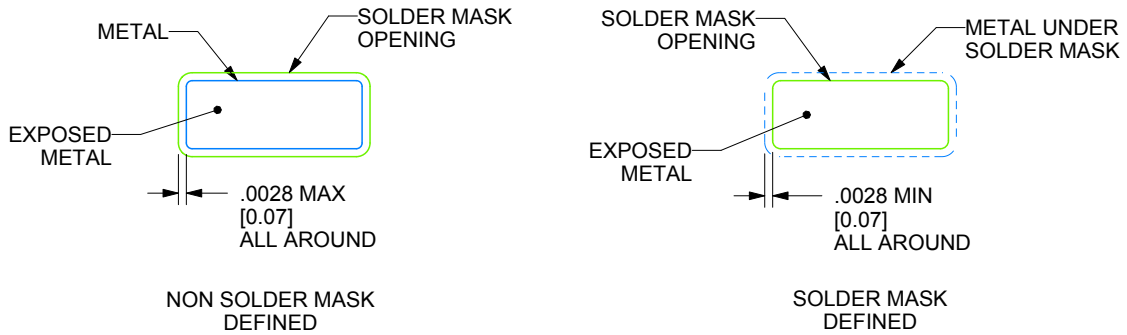 METAL
SOLDER MASK
OPENING
EXPOSED
METAL
.0028 MAX
[0.07]
ALL AROUND
NON SOLDER MASK
DEFINED
SOLDER MASK
OPENING
METAL UNDER
SOLDER MASK
EXPOSED
METAL
.0028 MIN
[0.07]
ALL AROUND
SOLDER MASK
DEFINED